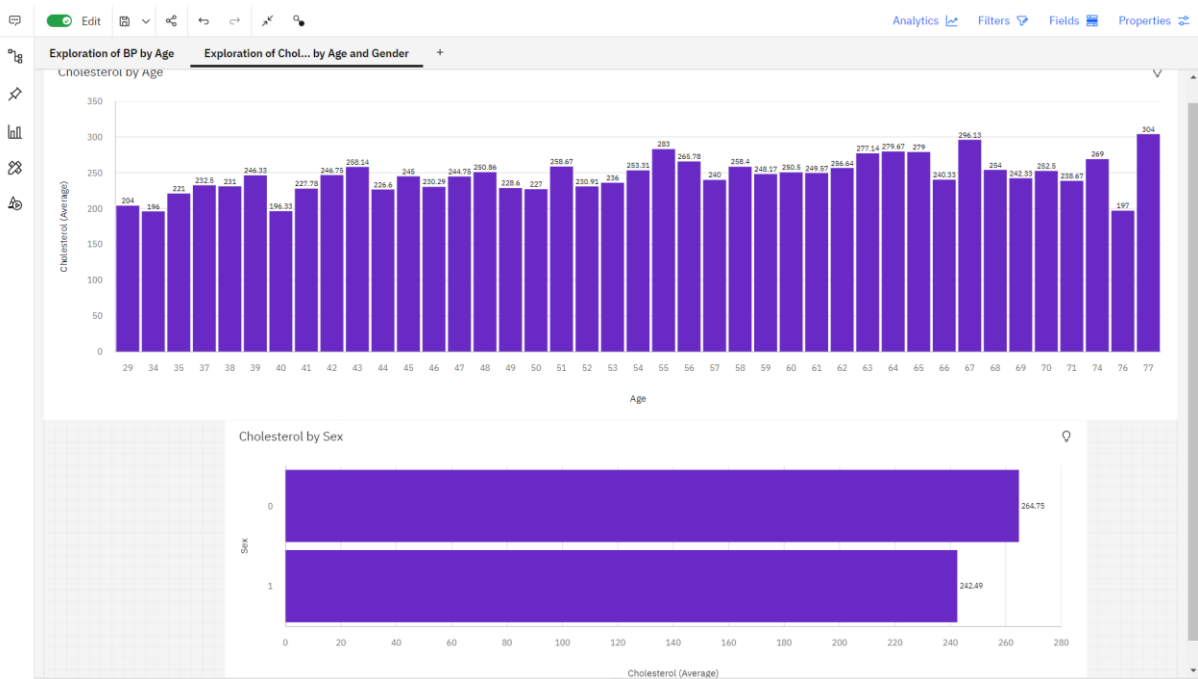 Edit Analytics Filters Fields Properties
Exploration of BP by Age Exploration of Chol... by Age and Gender +
Cholesterol by Age
350
300
250
200
150
100
50
0
Cholesterol (Average)
204 196 221 232.5 231 246.33 196.33 227.78 246.75 258.14 226.6 245 230.29 244.75 250.86 228.6 227 258.67 230.91 236 253.31 283 265.78 240 258.4 248.17 250.5 249.57 256.64 277.14 279.67 279 240.33 296.13 254 242.33 252.5 238.67 269 197 304
29 34 35 37 38 39 40 41 42 43 44 45 46 47 48 49 50 51 52 53 54 55 56 57 58 59 60 61 62 63 64 65 66 67 68 69 70 71 74 76 77
Age
Cholesterol by Sex
Sex
0 264.75
1 242.49
0 20 40 60 80 100 120 140 160 180 200 220 240 260 280
Cholesterol (Average)